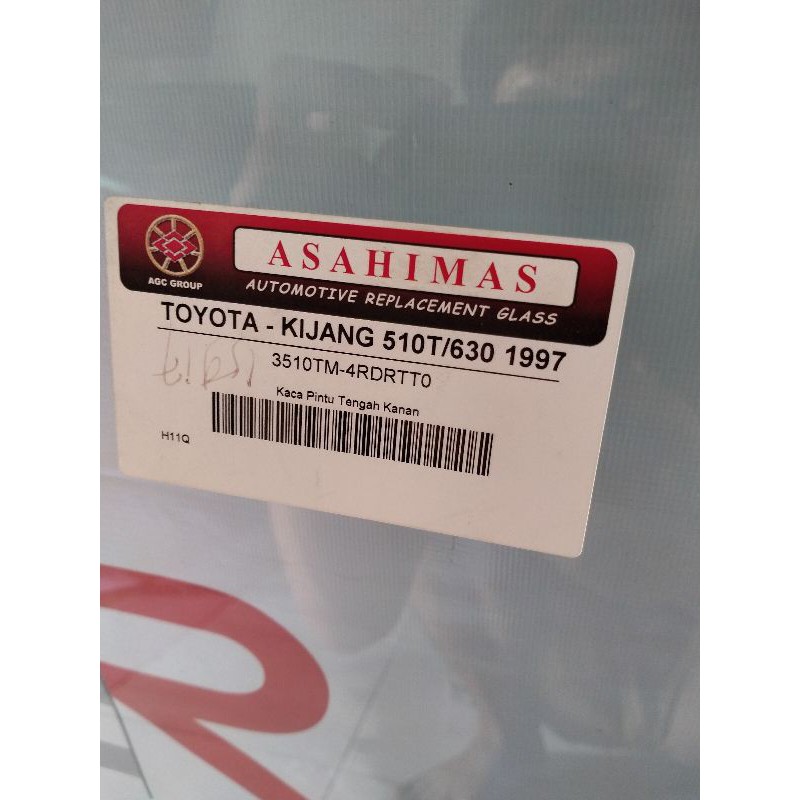 ASAHIMAS
AGC GROUP
AUTOMOTIVE REPLACEMENT GLASS
TOYOTA - KIJANG 510T/630 1997
3510TM-4RDRTT0
Kaca Pintu Tengah Kanan
H11Q